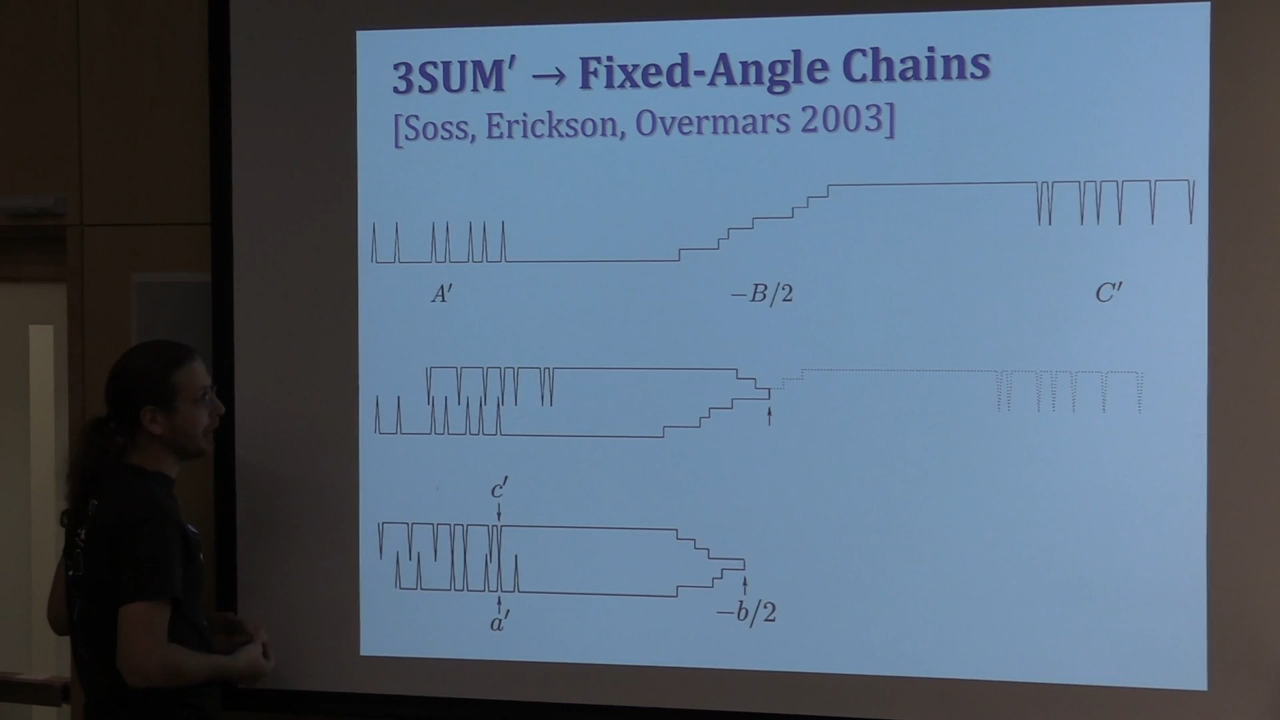 3SUM′ → Fixed-Angle Chains
[Soss, Erickson, Overmars 2003]
A′ −B/2 C′
c′
a′ −b/2